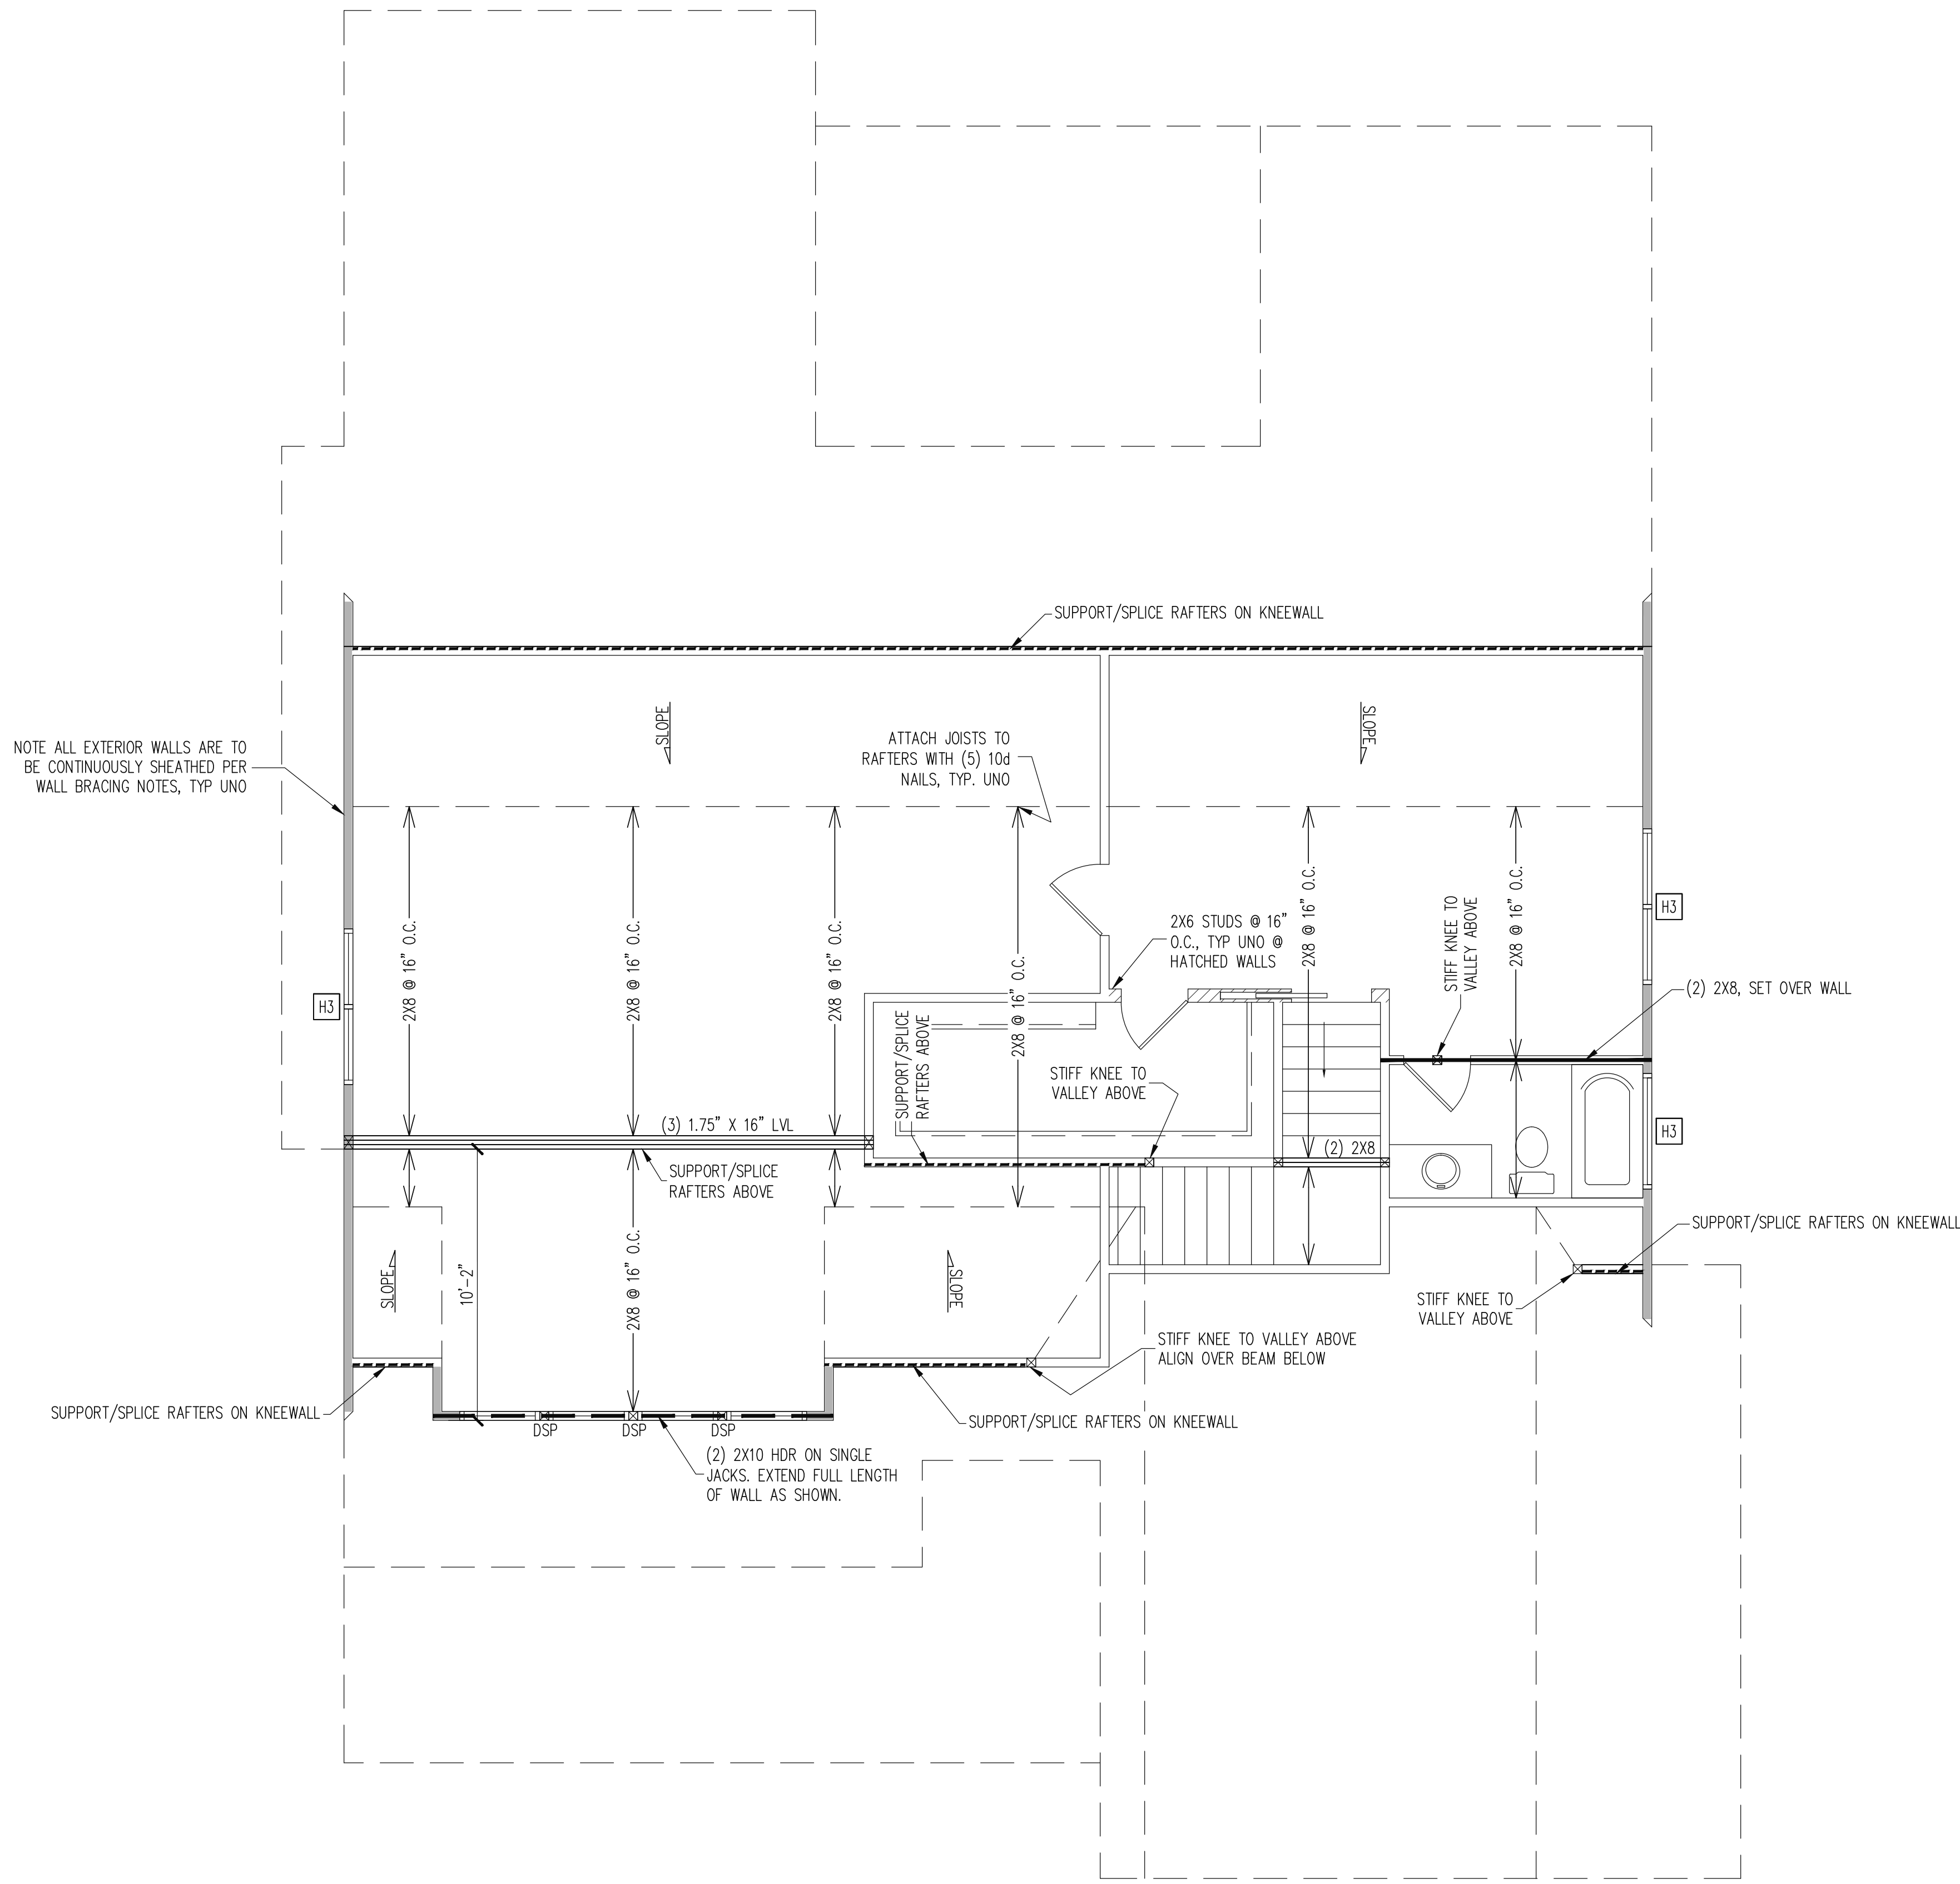 SUPPORT/SPLICE RAFTERS ON KNEEWALL
SLOPE
SLOPE
NOTE ALL EXTERIOR WALLS ARE TO
BE CONTINUOUSLY SHEATHED PER
WALL BRACING NOTES, TYP UNO
ATTACH JOISTS TO
RAFTERS WITH (5) 10d
NAILS, TYP. UNO
2X8 @ 16" O.C.
2X8 @ 16" O.C.
2X8 @ 16" O.C.
2X8 @ 16" O.C.
2X8 @ 16" O.C.
2X8 @ 16" O.C.
H3
H3
H3
2X6 STUDS @ 16"
O.C., TYP UNO @
HATCHED WALLS
STIFF KNEE TO
VALLEY ABOVE
(2) 2X8, SET OVER WALL
SUPPORT/SPLICE
RAFTERS ABOVE
STIFF KNEE TO
VALLEY ABOVE
(3) 1.75" X 16" LVL
(2) 2X8
SUPPORT/SPLICE
RAFTERS ABOVE
SUPPORT/SPLICE RAFTERS ON KNEEWALL
SLOPE
10'-2"
2X8 @ 16" O.C.
SLOPE
STIFF KNEE TO
VALLEY ABOVE
STIFF KNEE TO VALLEY ABOVE
ALIGN OVER BEAM BELOW
SUPPORT/SPLICE RAFTERS ON KNEEWALL
SUPPORT/SPLICE RAFTERS ON KNEEWALL
DSP
DSP
DSP
(2) 2X10 HDR ON SINGLE
JACKS. EXTEND FULL LENGTH
OF WALL AS SHOWN.